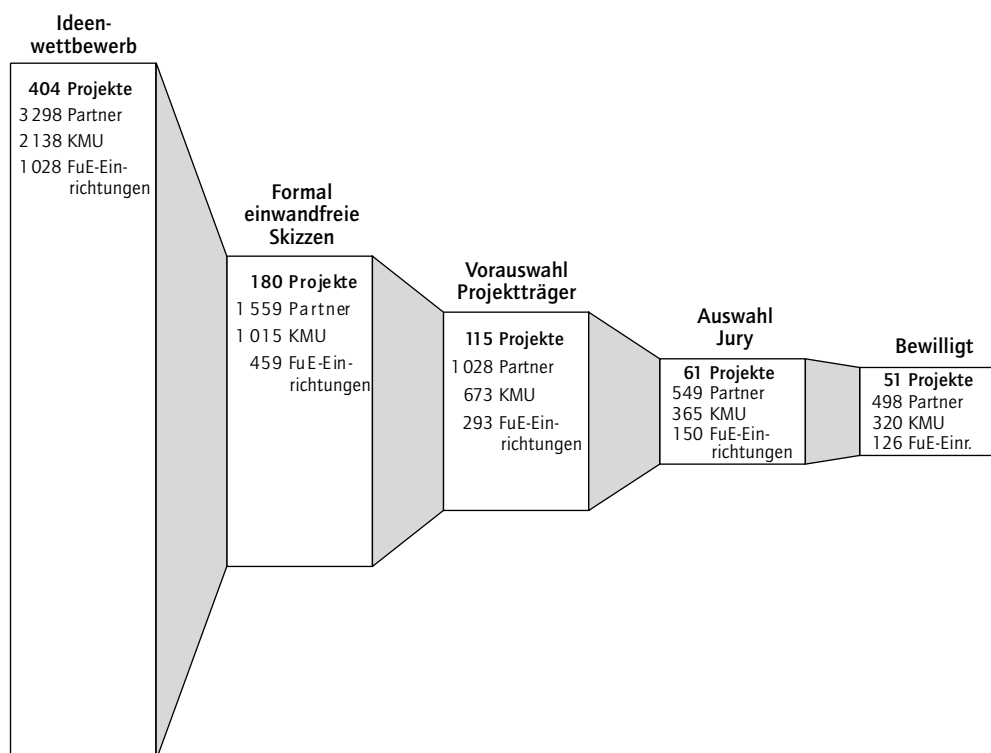 Ideen-
wettbewerb
404 Projekte
3 298 Partner
2 138 KMU
1 028 FuE-Ein-
richtungen
Formal
einwandfreie
Skizzen
180 Projekte
1 559 Partner
1 015 KMU
459 FuE-Ein-
richtungen
Vorauswahl
Projektträger
115 Projekte
1 028 Partner
673 KMU
293 FuE-Ein-
richtungen
Auswahl
Jury
61 Projekte
549 Partner
365 KMU
150 FuE-Ein-
richtungen
Bewilligt
51 Projekte
498 Partner
320 KMU
126 FuE-Einr.